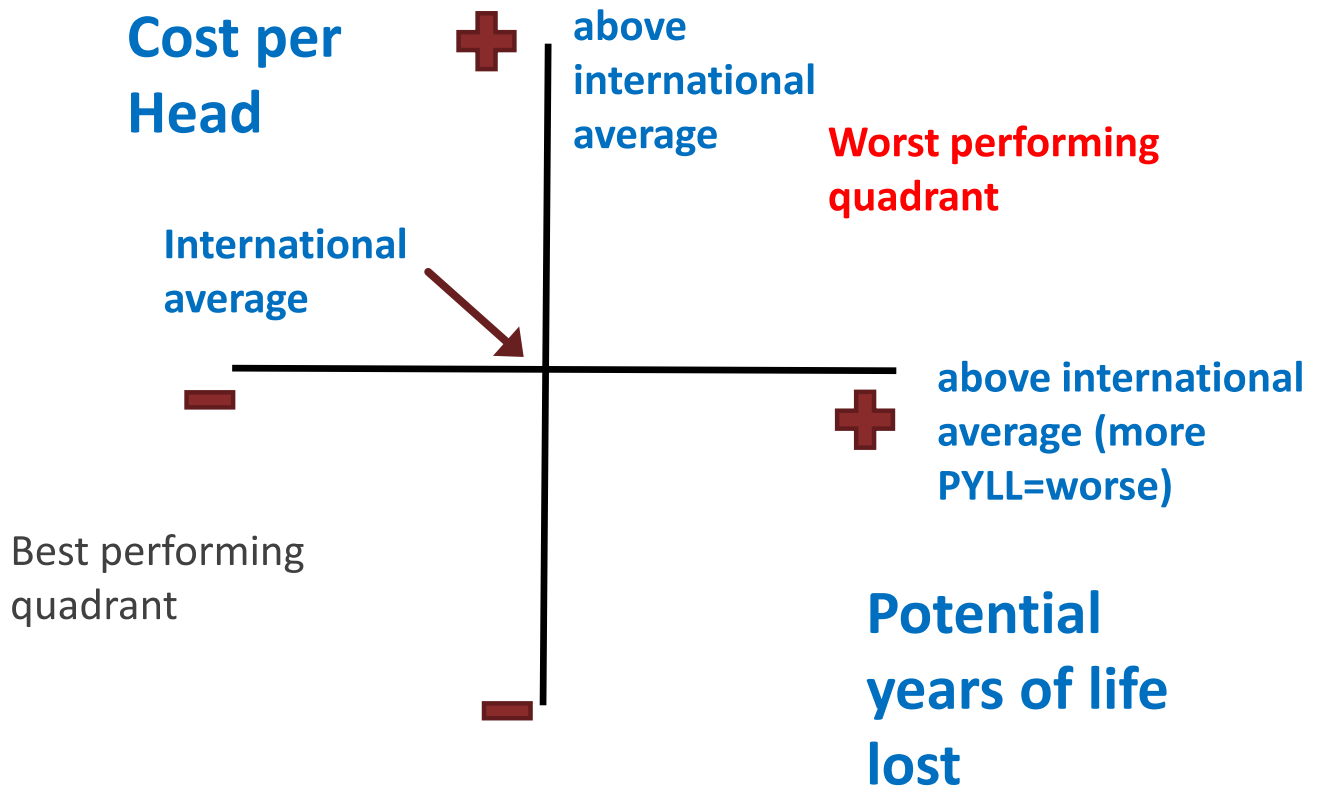 Cost per
Head
above
international
average
Worst performing
quadrant
International
average
above international
average (more
PYLL=worse)
Best performing
quadrant
Potential
years of life
lost